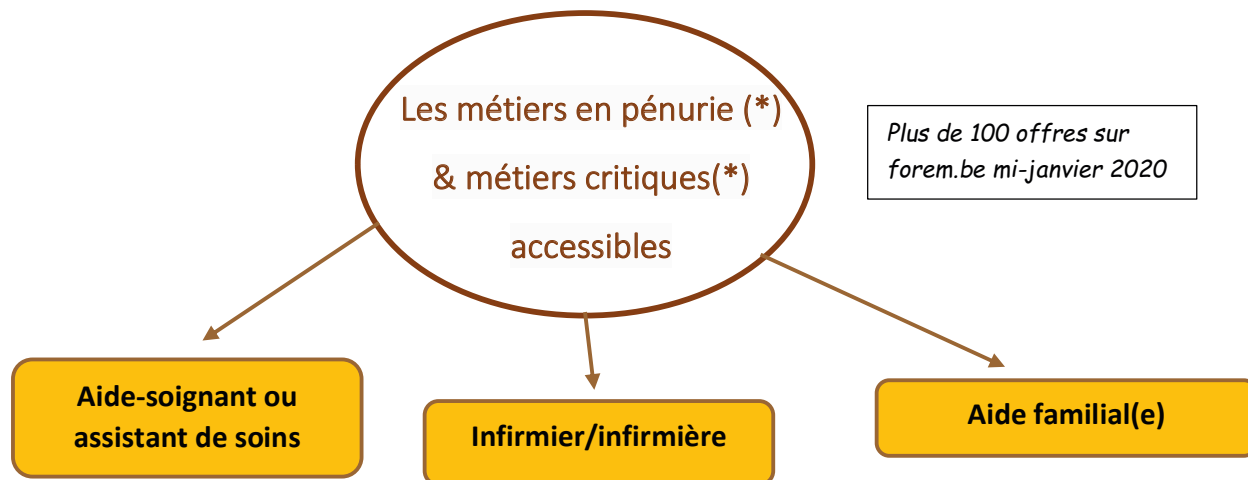 Les métiers en pénurie (*)
& métiers critiques(*)
accessibles
Plus de 100 offres sur
forem.be mi-janvier 2020
Aide-soignant ou
assistant de soins
Infirmier/infirmière
Aide familial(e)